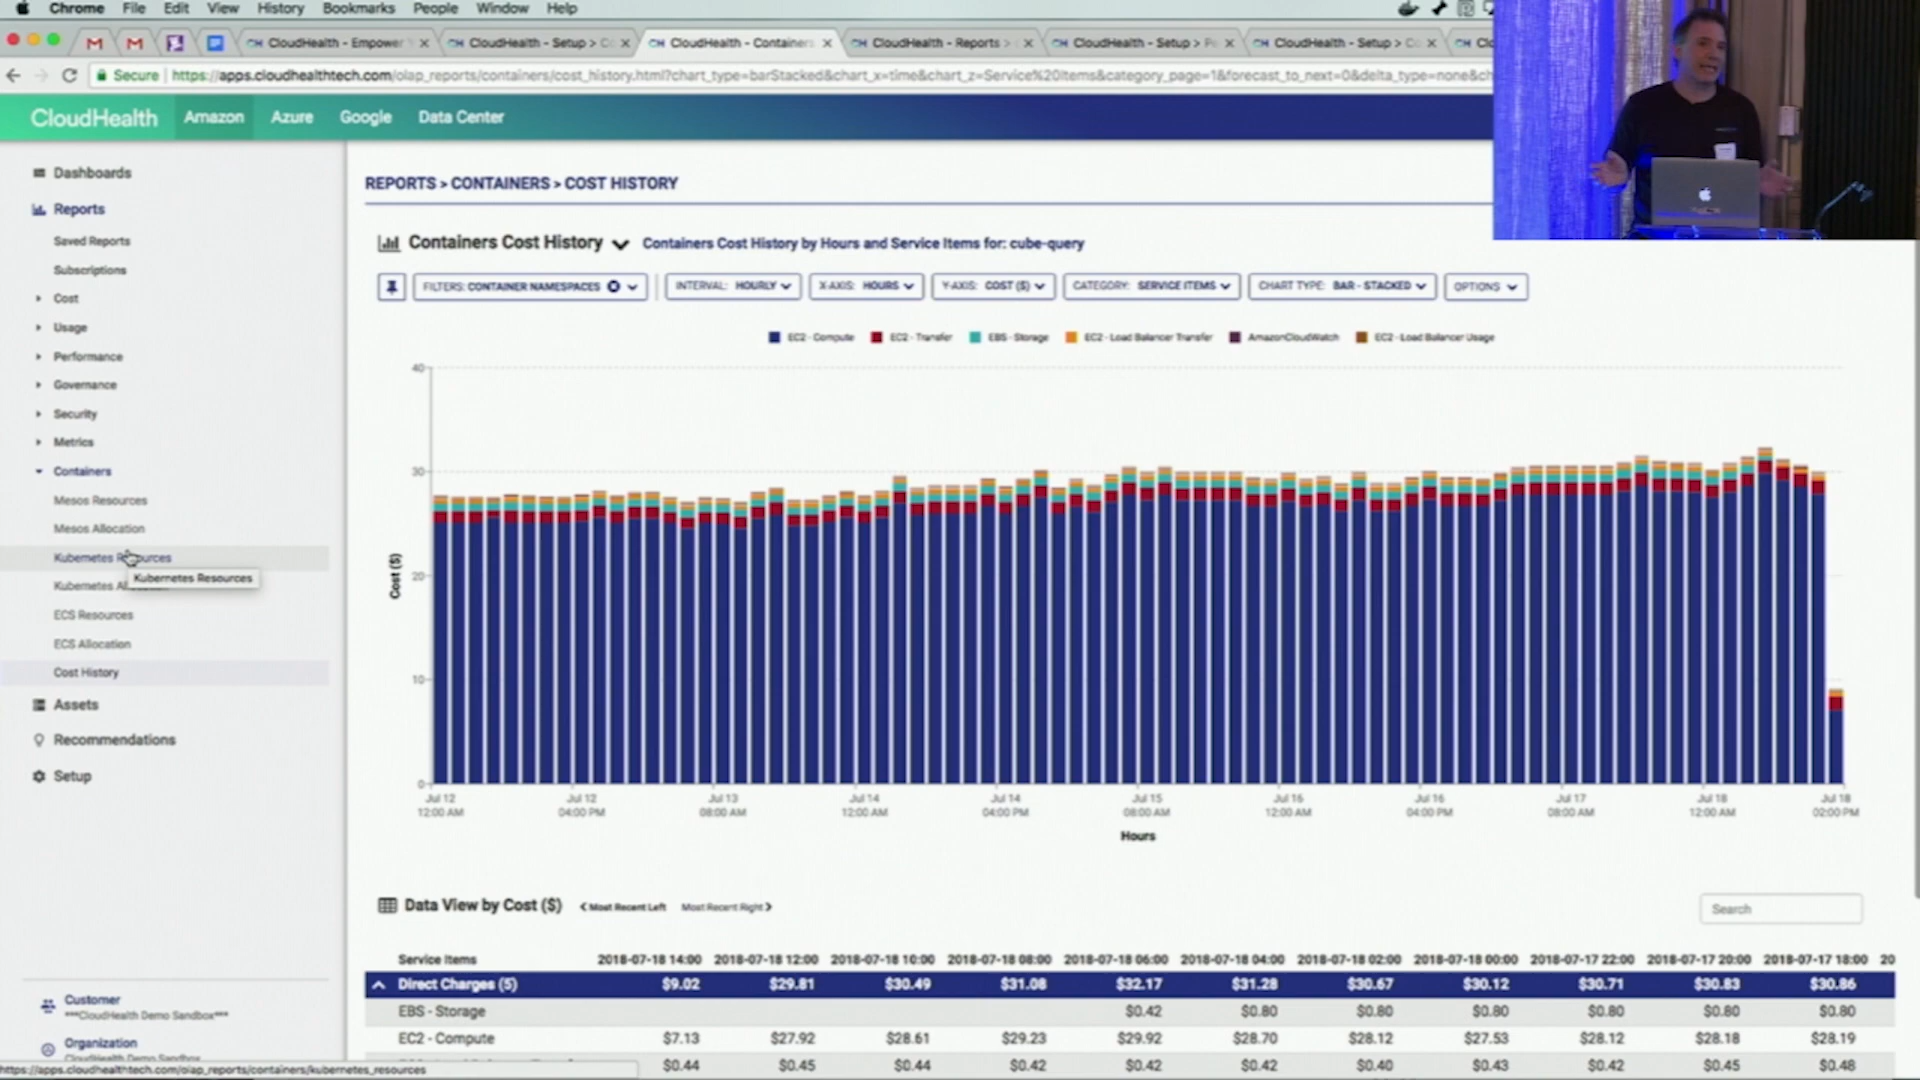 Chrome File Edit View History Bookmarks People Window Help
CloudHealth - Empower
CloudHealth - Setup >
CloudHealth - Containers
CloudHealth - Reports >
CloudHealth - Setup >
CloudHealth - Setup >
Secure https://apps.cloudhealthtech.com/olap_reports/containers/cost_history.html?chart_type=barStacked&chart_x=time&chart_z=Service%20Items&category_page=1&forecast_to_next=0&delta_type=none&ch
CloudHealth Amazon Azure Google Data Center
Dashboards
Reports
Saved Reports
Subscriptions
Cost
Usage
Performance
Governance
Security
Metrics
Containers
Mesos Resources
Mesos Allocation
Kubernetes Resources
Kubernetes Resources
Kubernetes
ECS Resources
ECS Allocation
Cost History
Assets
Recommendations
Setup
Customer
***CloudHealth Demo Sandbox***
Organization
CloudHealth Demo Sandbox
https://apps.cloudhealthtech.com/olap_reports/containers/kubernetes_resources
REPORTS > CONTAINERS > COST HISTORY
Containers Cost History
Containers Cost History by Hours and Service Items for: cube-query
FILTERS: CONTAINER NAMESPACES
INTERVAL: HOURLY
X-AXIS: HOURS
Y-AXIS: COST ($)
CATEGORY: SERVICE ITEMS
CHART TYPE: BAR - STACKED
OPTIONS
EC2 - Compute EC2 - Transfer EBS - Storage EC2 - Load Balancer Transfer AmazonCloudWatch EC2 - Load Balancer Usage
40
30
20
10
0
Cost ($)
Jul 12 Jul 12 Jul 13 Jul 14 Jul 14 Jul 15 Jul 16 Jul 16 Jul 17 Jul 18 Jul 18
12:00 AM 04:00 PM 08:00 AM 12:00 AM 04:00 PM 08:00 AM 12:00 AM 04:00 PM 08:00 AM 12:00 AM 02:00 PM
Hours
Data View by Cost ($) Most Recent Left Most Recent Right Search
Service Items 2018-07-18 14:00 2018-07-18 12:00 2018-07-18 10:00 2018-07-18 08:00 2018-07-18 06:00 2018-07-18 04:00 2018-07-18 02:00 2018-07-18 00:00 2018-07-17 22:00 2018-07-17 20:00 2018-07-17 18:00 20
Direct Charges (5) $9.02 $29.81 $30.49 $31.08 $32.17 $31.28 $30.67 $30.12 $30.71 $30.83 $30.86
EBS - Storage $0.42 $0.80 $0.80 $0.80 $0.80 $0.80 $0.80
EC2 - Compute $7.13 $27.92 $28.61 $29.23 $29.92 $28.70 $28.12 $27.53 $28.12 $28.18 $28.19
$0.44 $0.45 $0.44 $0.42 $0.42 $0.42 $0.40 $0.43 $0.42 $0.45 $0.48